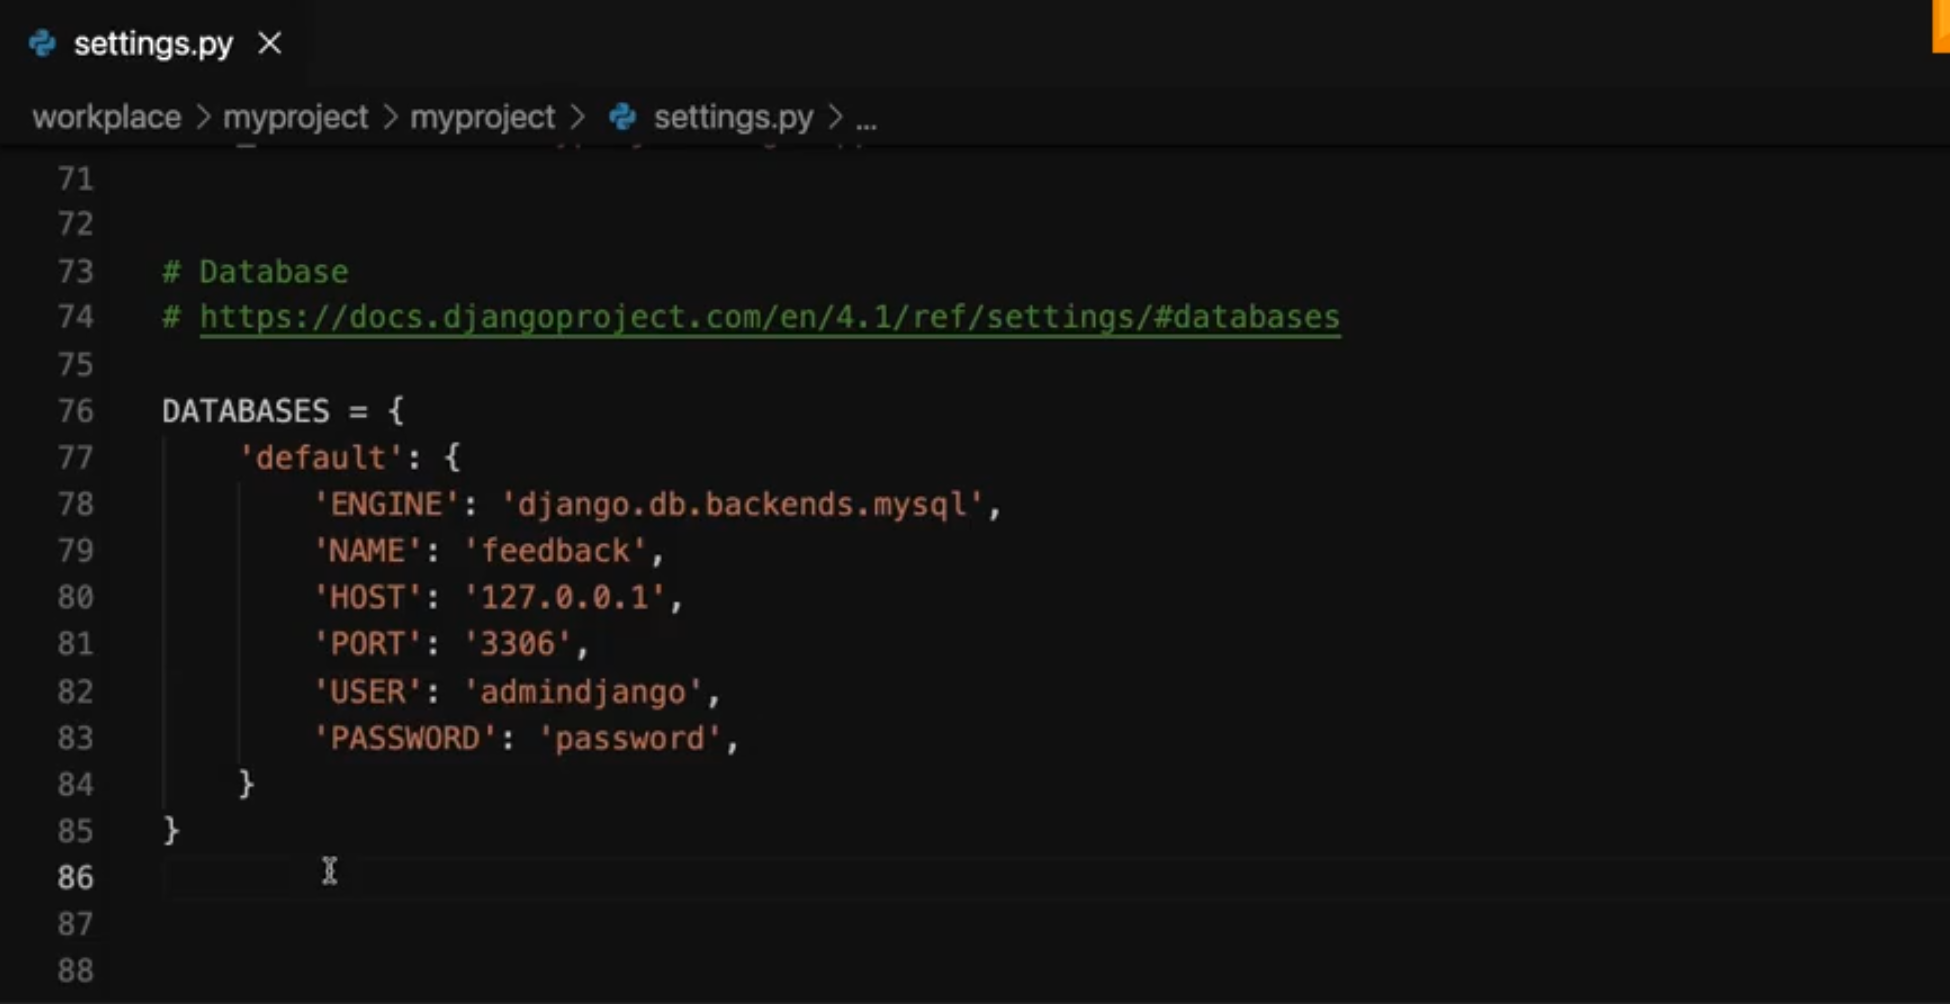 settings.py
workplace > myproject > myproject > settings.py > ...
71
72
73 # Database
74 # https://docs.djangoproject.com/en/4.1/ref/settings/#databases
75
76 DATABASES = {
77     'default': {
78         'ENGINE': 'django.db.backends.mysql',
79         'NAME': 'feedback',
80         'HOST': '127.0.0.1',
81         'PORT': '3306',
82         'USER': 'admindjango',
83         'PASSWORD': 'password',
84     }
85 }
86
87
88